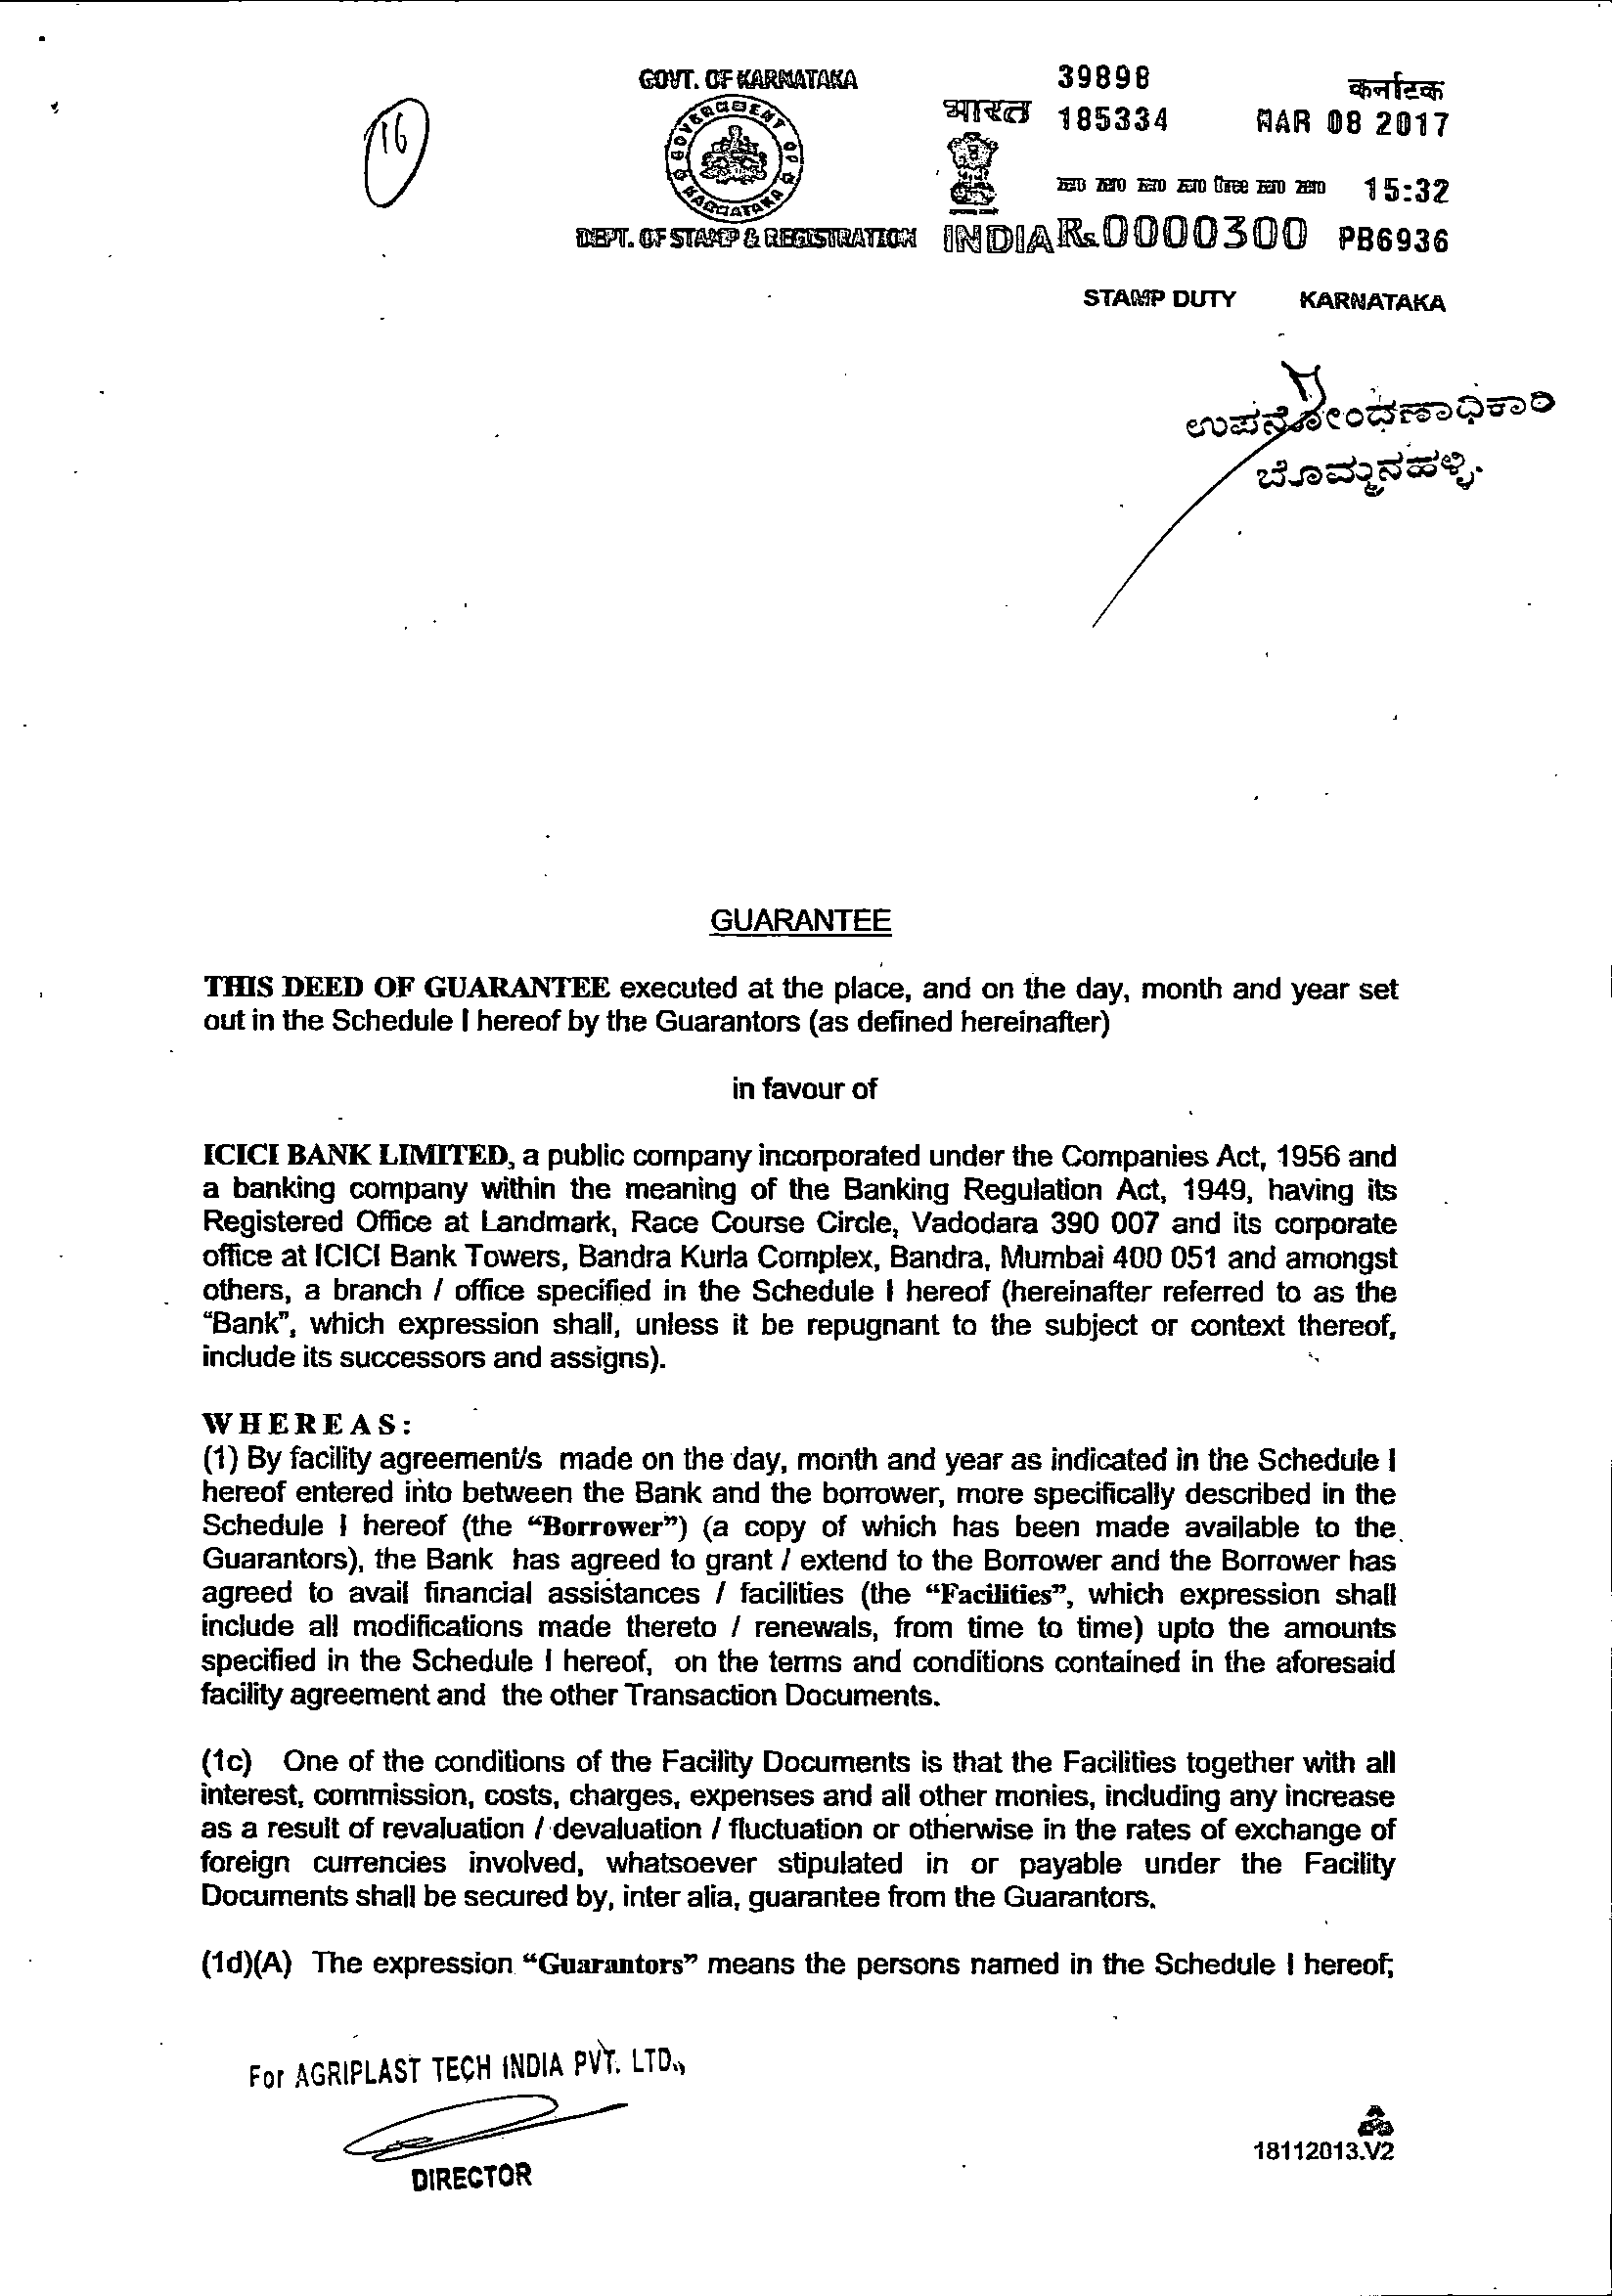 16
GOVT. OF KARNATAKA
GOVERNMENT OF KARNATAKA
DEPT. OF STAMP & REGISTRATION
भारत
INDIA
39898
185334
कर्नाटक
MAR 08 2017
15:32
Rs.0000300 PB6936
STAMP DUTY KARNATAKA
ಉಪನೋಂದಣಾಧಿಕಾರಿ
ಬೊಮ್ಮನಹಳ್ಳಿ.
GUARANTEE
THIS DEED OF GUARANTEE executed at the place, and on the day, month and year set
out in the Schedule I hereof by the Guarantors (as defined hereinafter)
in favour of
ICICI BANK LIMITED, a public company incorporated under the Companies Act, 1956 and
a banking company within the meaning of the Banking Regulation Act, 1949, having its
Registered Office at Landmark, Race Course Circle, Vadodara 390 007 and its corporate
office at ICICI Bank Towers, Bandra Kurla Complex, Bandra, Mumbai 400 051 and amongst
others, a branch / office specified in the Schedule I hereof (hereinafter referred to as the
“Bank”, which expression shall, unless it be repugnant to the subject or context thereof,
include its successors and assigns).
WHEREAS:
(1) By facility agreement/s made on the day, month and year as indicated in the Schedule I
hereof entered into between the Bank and the borrower, more specifically described in the
Schedule I hereof (the “Borrower”) (a copy of which has been made available to the
Guarantors), the Bank has agreed to grant / extend to the Borrower and the Borrower has
agreed to avail financial assistances / facilities (the “Facilities”, which expression shall
include all modifications made thereto / renewals, from time to time) upto the amounts
specified in the Schedule I hereof, on the terms and conditions contained in the aforesaid
facility agreement and the other Transaction Documents.
(1c) One of the conditions of the Facility Documents is that the Facilities together with all
interest, commission, costs, charges, expenses and all other monies, including any increase
as a result of revaluation / devaluation / fluctuation or otherwise in the rates of exchange of
foreign currencies involved, whatsoever stipulated in or payable under the Facility
Documents shall be secured by, inter alia, guarantee from the Guarantors.
(1d)(A) The expression “Guarantors” means the persons named in the Schedule I hereof;
For AGRIPLAST TECH INDIA PVT. LTD.,
DIRECTOR
18112013.V2